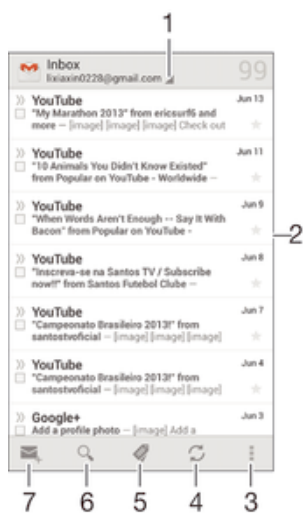 1
Inbox
lixiaxin0228@gmail.com
99
YouTube Jun 13
"My Marathon 2013" from ericsurf6 and
more – [image] [image] [image] Check out
YouTube Jun 11
"10 Animals You Didn't Know Existed"
from Popular on YouTube - Worldwide –
YouTube Jun 9
"When Words Aren't Enough -- Say It With
Bacon" from Popular on YouTube -
2
YouTube Jun 8
"Inscreva-se na Santos TV / Subscribe
now!!" from Santos Futebol Clube –
YouTube Jun 7
"Campeonato Brasileiro 2013!" from
santostvoficial – [image] [image] [image]
YouTube Jun 4
"Campeonato Brasileiro 2013!" from
santostvoficial – [image] [image] [image]
Google+ Jun 3
Add a profile photo – [image] Add a
7 6 5 4 3